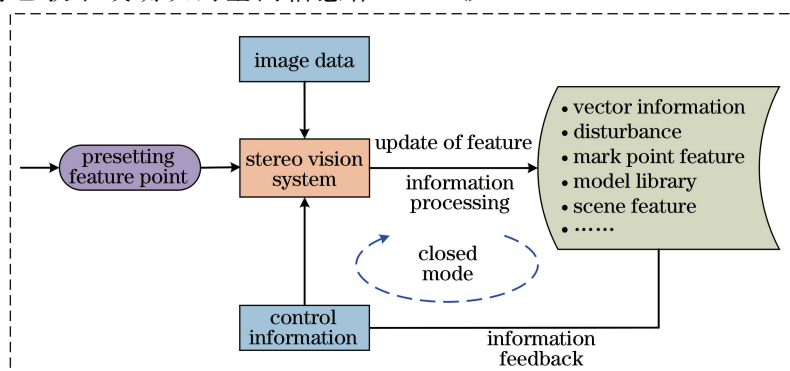 image data
presetting
feature point
stereo vision
system
update of feature
information
processing
• vector information
• disturbance
• mark point feature
• model library
• scene feature
• ······
closed
mode
control
information
information
feedback